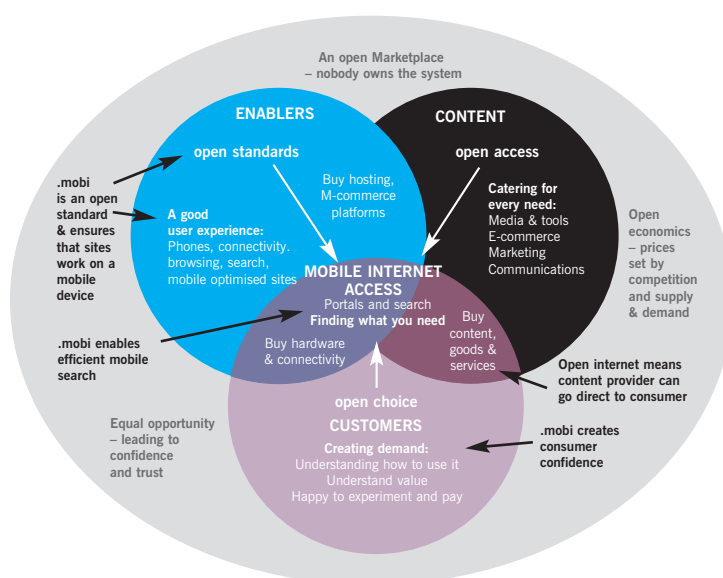 An open Marketplace
– nobody owns the system
ENABLERS
open standards
Buy hosting,
M-commerce
platforms
A good
user experience:
Phones, connectivity.
browsing, search,
mobile optimised sites
CONTENT
open access
Catering for
every need:
Media & tools
E-commerce
Marketing
Communications
.mobi
is an open
standard
& ensures
that sites
work on a
mobile
device
Open
economics
– prices
set by
competition
and supply
& demand
MOBILE INTERNET
ACCESS
Portals and search
Finding what you need
Buy hardware
& connectivity
Buy
content,
goods &
services
.mobi enables
efficient mobile
search
Open internet means
content provider can
go direct to consumer
open choice
CUSTOMERS
Creating demand:
Understanding how to use it
Understand value
Happy to experiment and pay
Equal opportunity
– leading to
confidence
and trust
.mobi creates
consumer
confidence